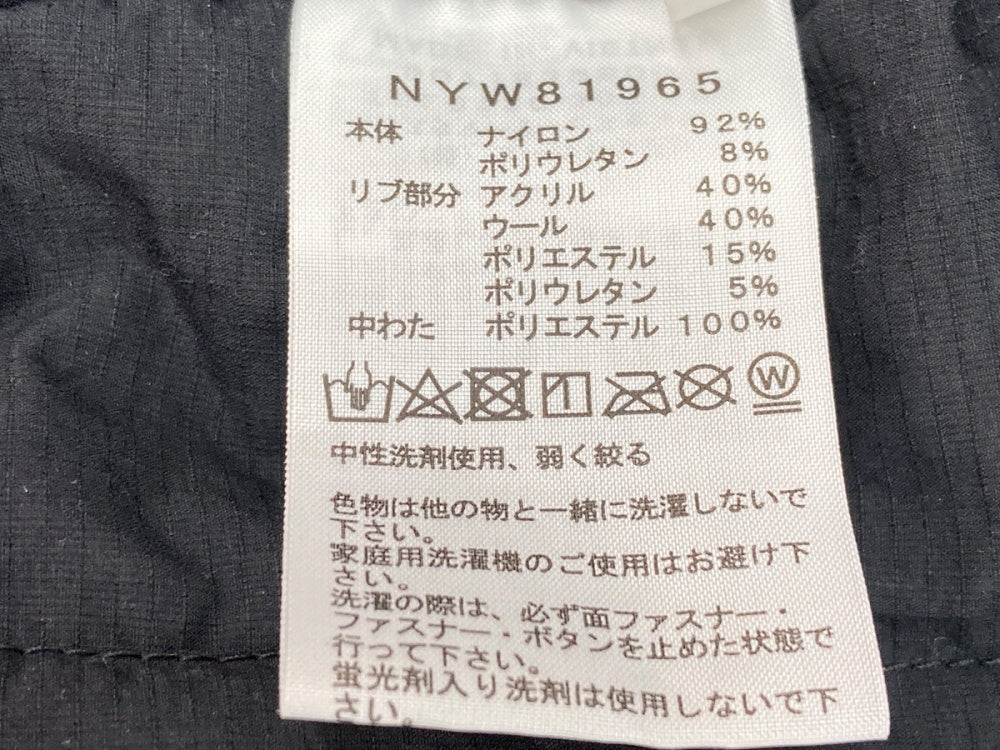 NYW81965
本体 ナイロン 92%
ポリウレタン 8%
リブ部分 アクリル 40%
ウール 40%
ポリエステル 15%
ポリウレタン 5%
中わた ポリエステル 100%
W
中性洗剤使用、弱く絞る
色物は他の物と一緒に洗濯しないで
下さい。
家庭用洗濯機のご使用はお避け下
さい。
洗濯の際は、必ず面ファスナー・
ファスナー・ボタンを止めた状態で
行って下さい。
蛍光剤入り洗剤は使用しないで下
さい。